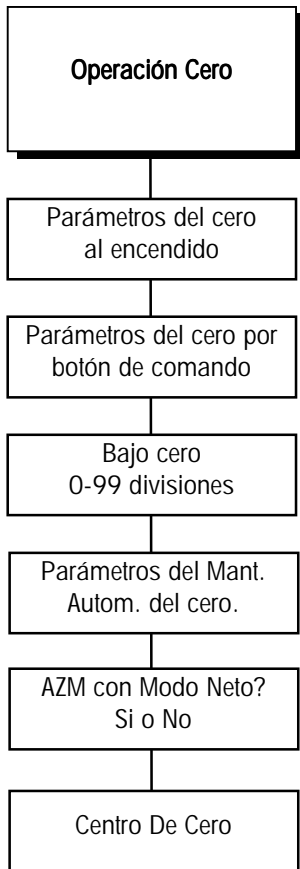 Operación Cero
Parámetros del cero
al encendido
Parámetros del cero por
botón de comando
Bajo cero
0-99 divisiones
Parámetros del Mant.
Autom. del cero.
AZM con Modo Neto?
Si o No
Centro De Cero